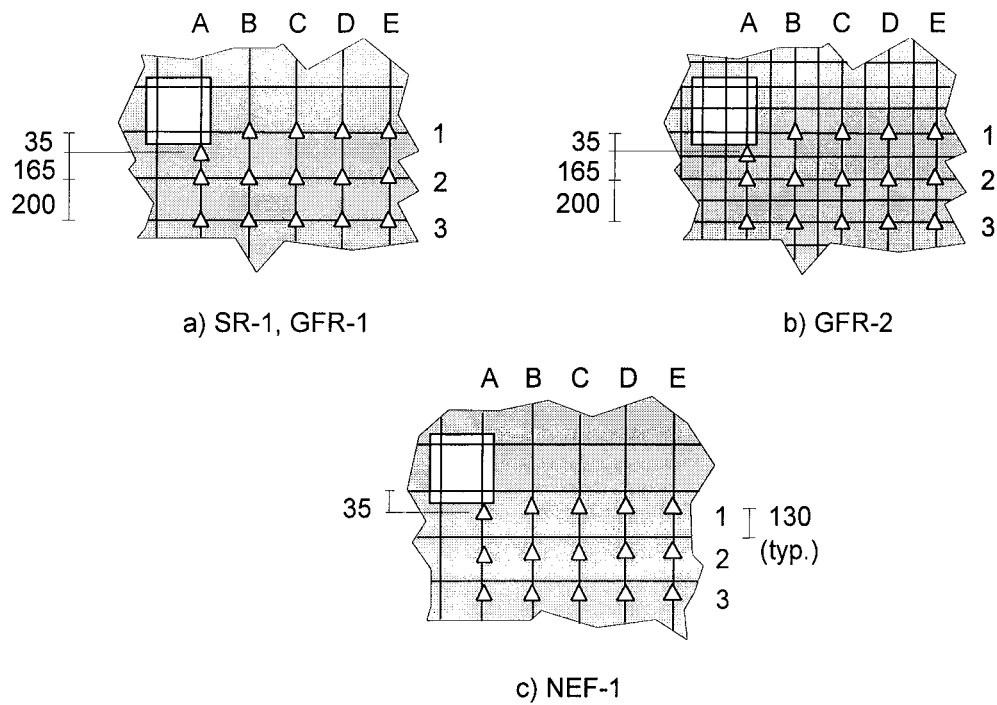 A B C D E
35
165
200
1
2
3
a) SR-1, GFR-1
A B C D E
35
165
200
1
2
3
b) GFR-2
A B C D E
35
1
2
3
130
(typ.)
c) NEF-1